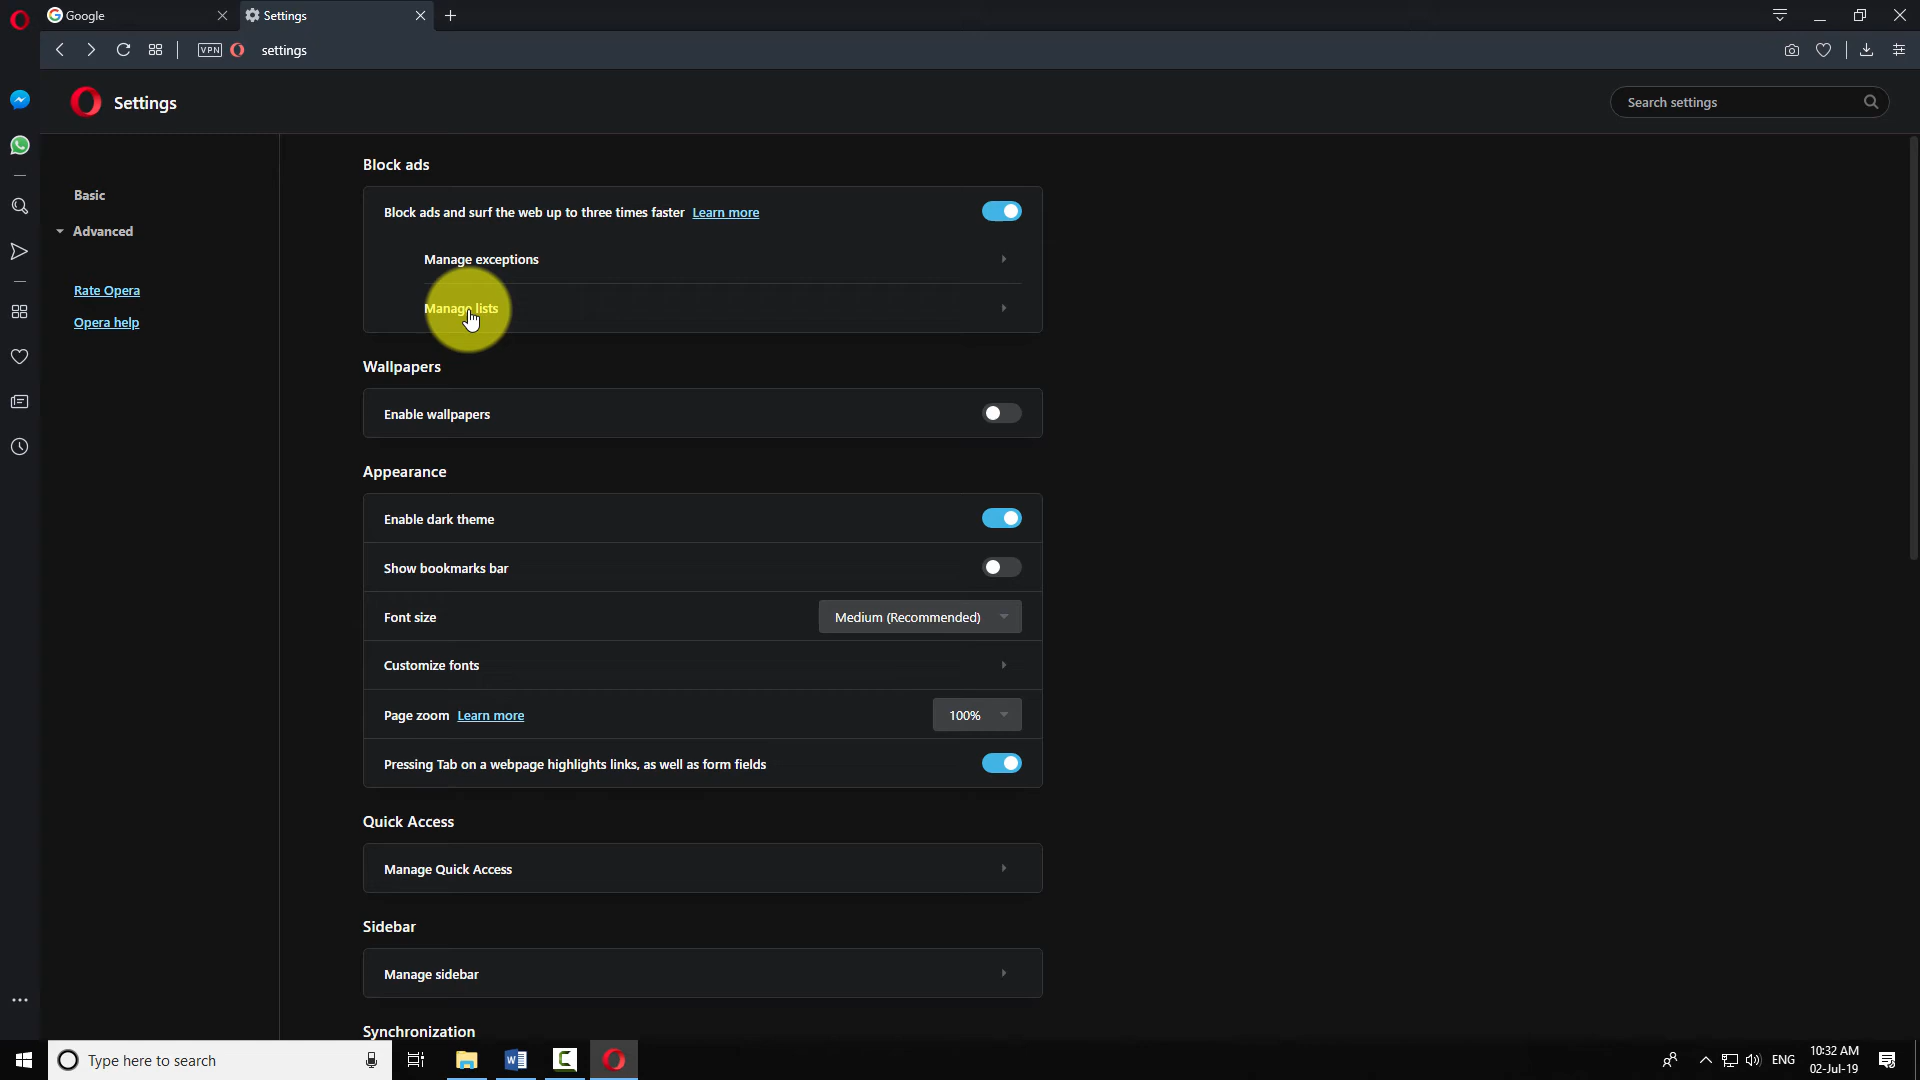 Google
Settings
VPN
settings
Settings
Search settings
Basic
Advanced
Rate Opera
Opera help
Block ads
Block ads and surf the web up to three times faster Learn more
Manage exceptions
Manage lists
Wallpapers
Enable wallpapers
Appearance
Enable dark theme
Show bookmarks bar
Font size
Medium (Recommended)
Customize fonts
Page zoom Learn more
100%
Pressing Tab on a webpage highlights links, as well as form fields
Quick Access
Manage Quick Access
Sidebar
Manage sidebar
Synchronization
Type here to search
ENG
10:32 AM
02-Jul-19